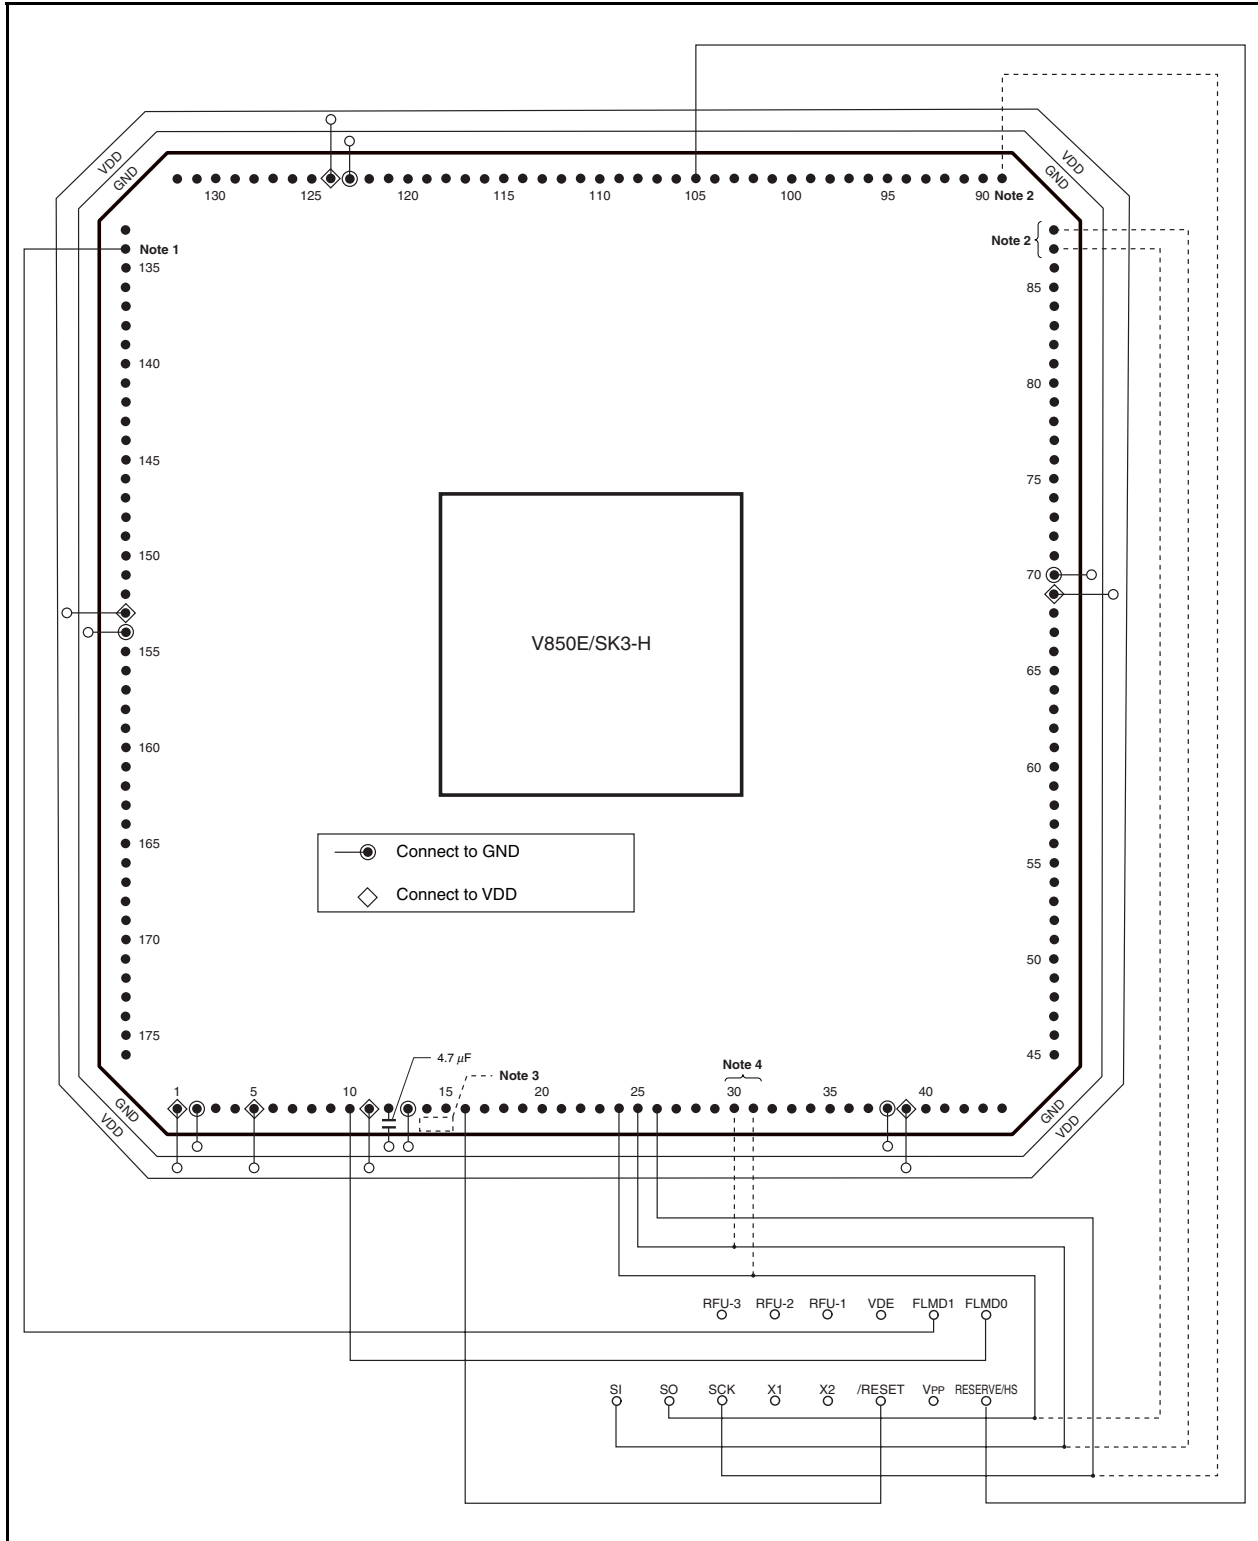 VDD
GND
VDD
GND
130
125
120
115
110
105
100
95
90 Note 2
Note 1
Note 2
135
85
140
80
145
75
150
70
155
65
V850E/SK3-H
160
60
165
55
Connect to GND
Connect to VDD
170
50
175
45
4.7 μF
Note 3
Note 4
1
5
10
15
20
25
30
35
40
GND
VDD
GND
VDD
RFU-3 RFU-2 RFU-1 VDE FLMD1 FLMD0
SI SO SCK X1 X2 /RESET VPP RESERVE/HS